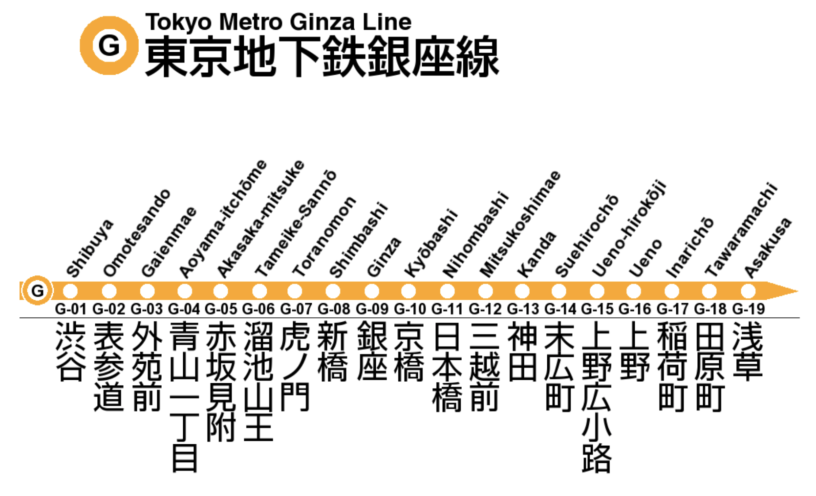 G
Tokyo Metro Ginza Line
東京地下鉄銀座線
Shibuya
Omotesando
Gaienmae
Aoyama-itchōme
Akasaka-mitsuke
Tameike-Sannō
Toranomon
Shimbashi
Ginza
Kyōbashi
Nihombashi
Mitsukoshimae
Kanda
Suehirochō
Ueno-hirokōji
Ueno
Inarichō
Tawaramachi
Asakusa
G
G-01 G-02 G-03 G-04 G-05 G-06 G-07 G-08 G-09 G-10 G-11 G-12 G-13 G-14 G-15 G-16 G-17 G-18 G-19
渋谷
表参道
外苑前
青山一丁目
赤坂見附
溜池山王
虎ノ門
新橋
銀座
京橋
日本橋
三越前
神田
末広町
上野広小路
上野
稲荷町
田原町
浅草